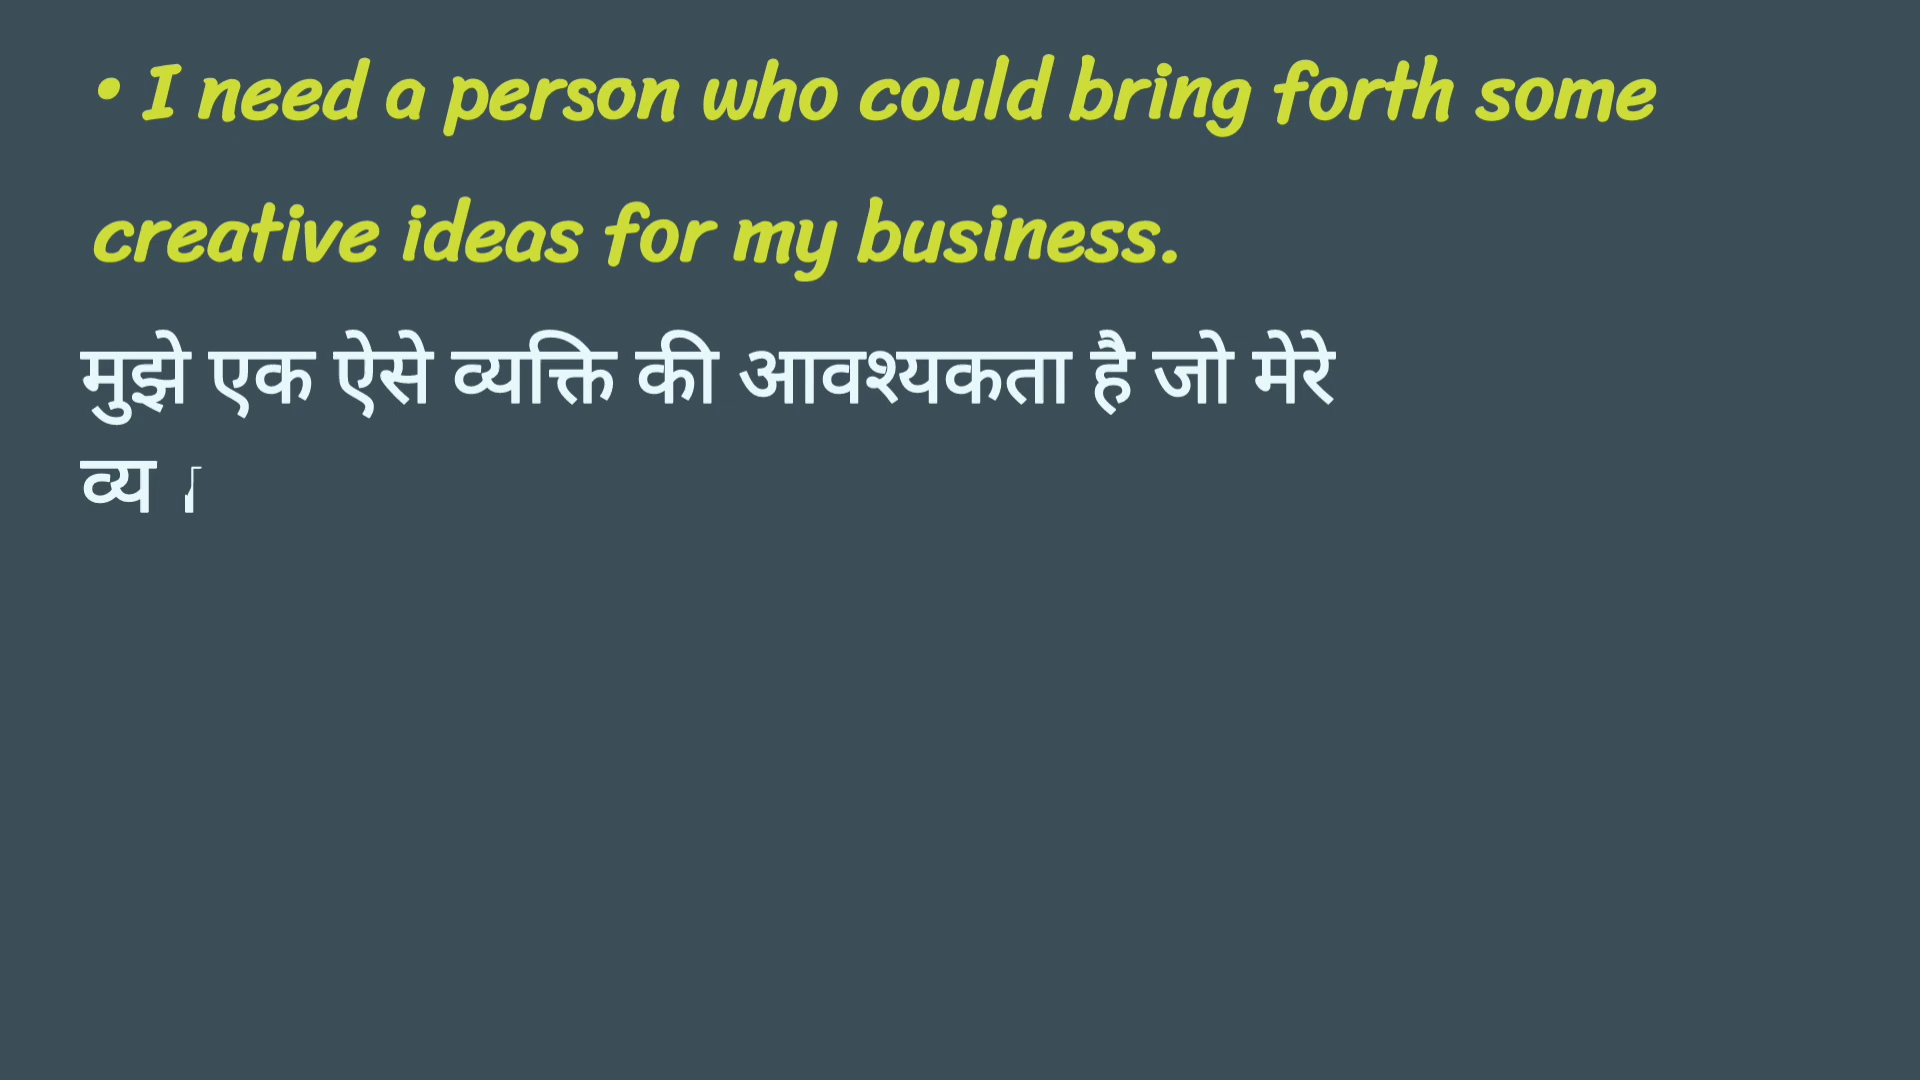 • I need a person who could bring forth some
creative ideas for my business.
मुझे एक ऐसे व्यक्ति की आवश्यकता है जो मेरे
व्य